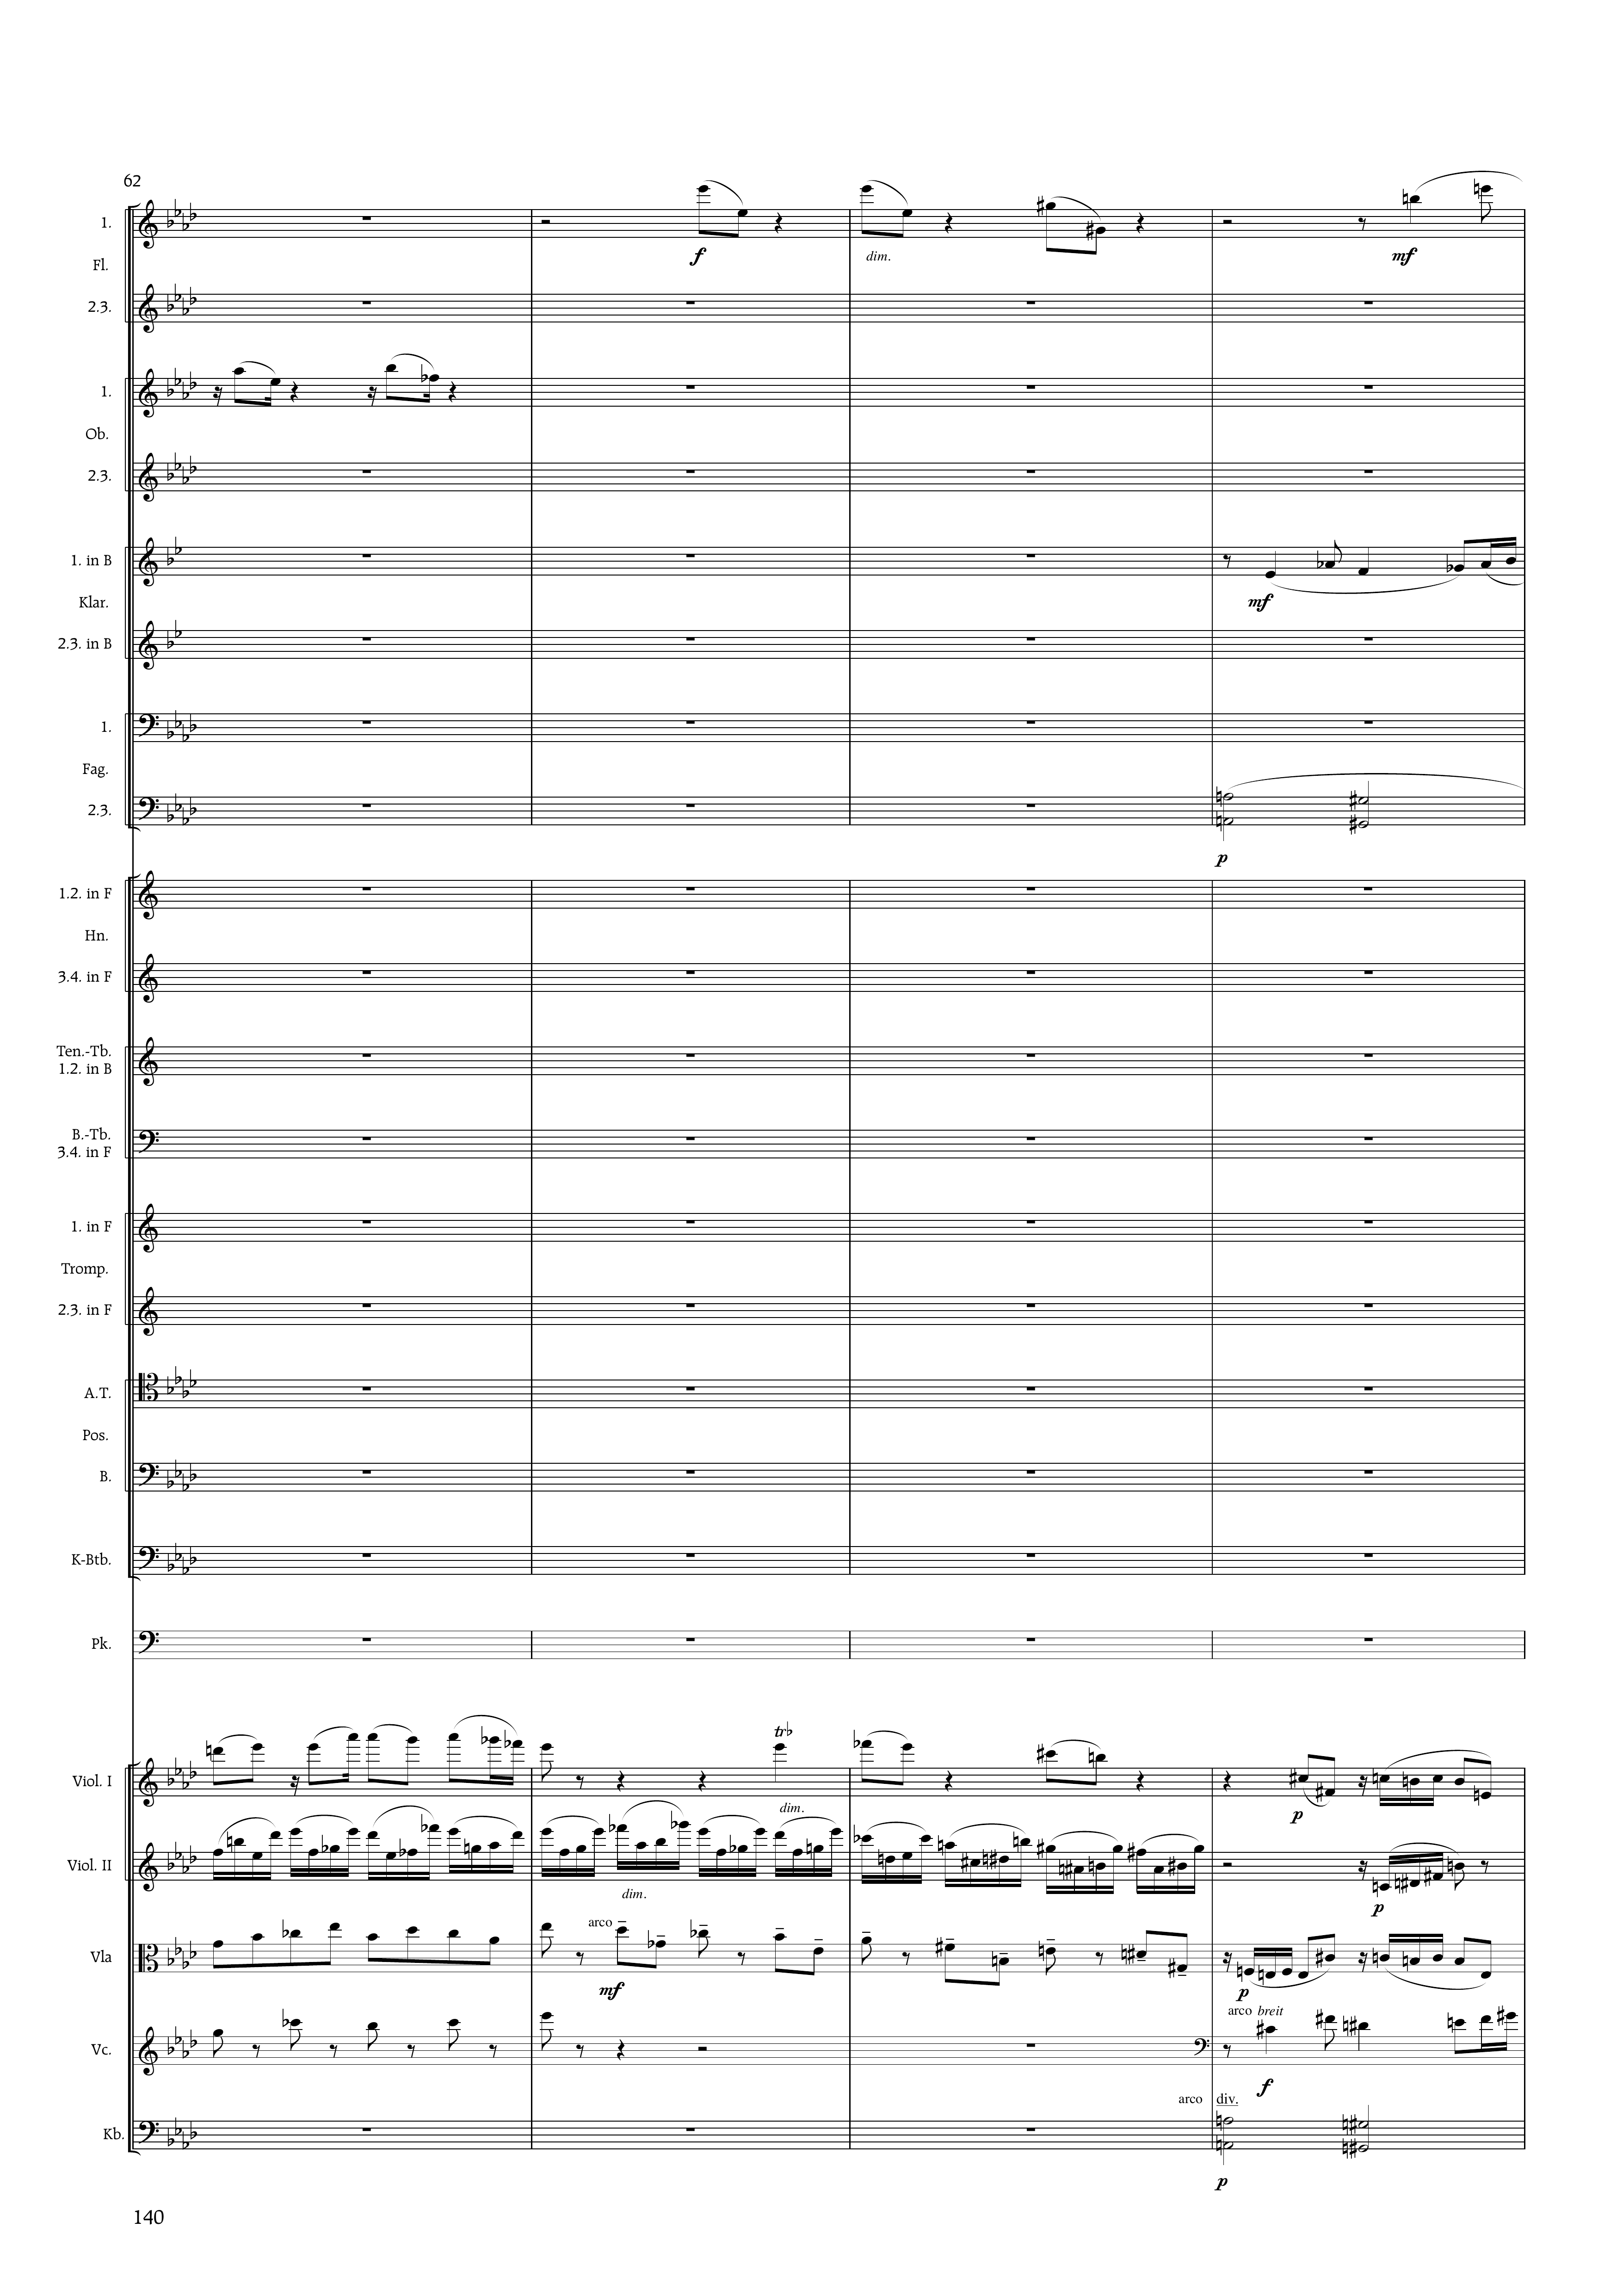 62
1.
f
dim.
mf
Fl.
2.3.
1.
Ob.
2.3.
1. in B
mf
Klar.
2.3. in B
1.
Fag.
2.3.
p
1.2. in F
Hn.
3.4. in F
Ten.-Tb.
1.2. in B
B.-Tb.
3.4. in F
1. in F
Tromp.
2.3. in F
A.T.
Pos.
B.
K-Btb.
Pk.
tr
Viol. I
dim.
p
Viol. II
dim.
p
arco
Vla
mf
p
arco breit
Vc.
f
arco div.
Kb.
p
140